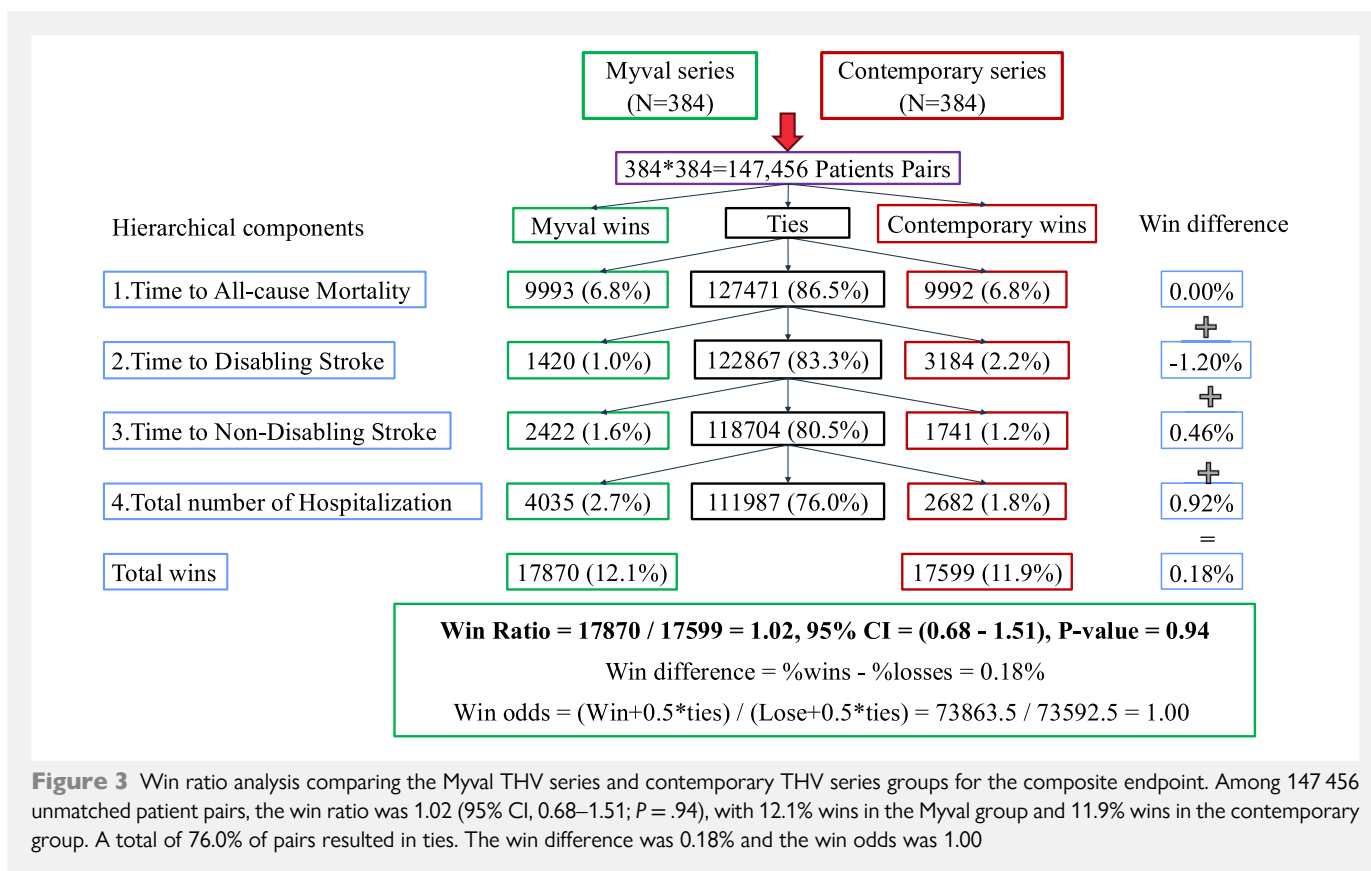 Myval series
(N=384)
Contemporary series
(N=384)
384*384=147,456 Patients Pairs
Hierarchical components
Myval wins
Ties
Contemporary wins
Win difference
1.Time to All-cause Mortality
9993 (6.8%)
127471 (86.5%)
9992 (6.8%)
0.00%
+
2.Time to Disabling Stroke
1420 (1.0%)
122867 (83.3%)
3184 (2.2%)
-1.20%
+
3.Time to Non-Disabling Stroke
2422 (1.6%)
118704 (80.5%)
1741 (1.2%)
0.46%
+
4.Total number of Hospitalization
4035 (2.7%)
111987 (76.0%)
2682 (1.8%)
0.92%
=
Total wins
17870 (12.1%)
17599 (11.9%)
0.18%
Win Ratio = 17870 / 17599 = 1.02, 95% CI = (0.68 - 1.51), P-value = 0.94
Win difference = %wins - %losses = 0.18%
Win odds = (Win+0.5*ties) / (Lose+0.5*ties) = 73863.5 / 73592.5 = 1.00
Figure 3 Win ratio analysis comparing the Myval THV series and contemporary THV series groups for the composite endpoint. Among 147 456
unmatched patient pairs, the win ratio was 1.02 (95% CI, 0.68–1.51; P = .94), with 12.1% wins in the Myval group and 11.9% wins in the contemporary
group. A total of 76.0% of pairs resulted in ties. The win difference was 0.18% and the win odds was 1.00